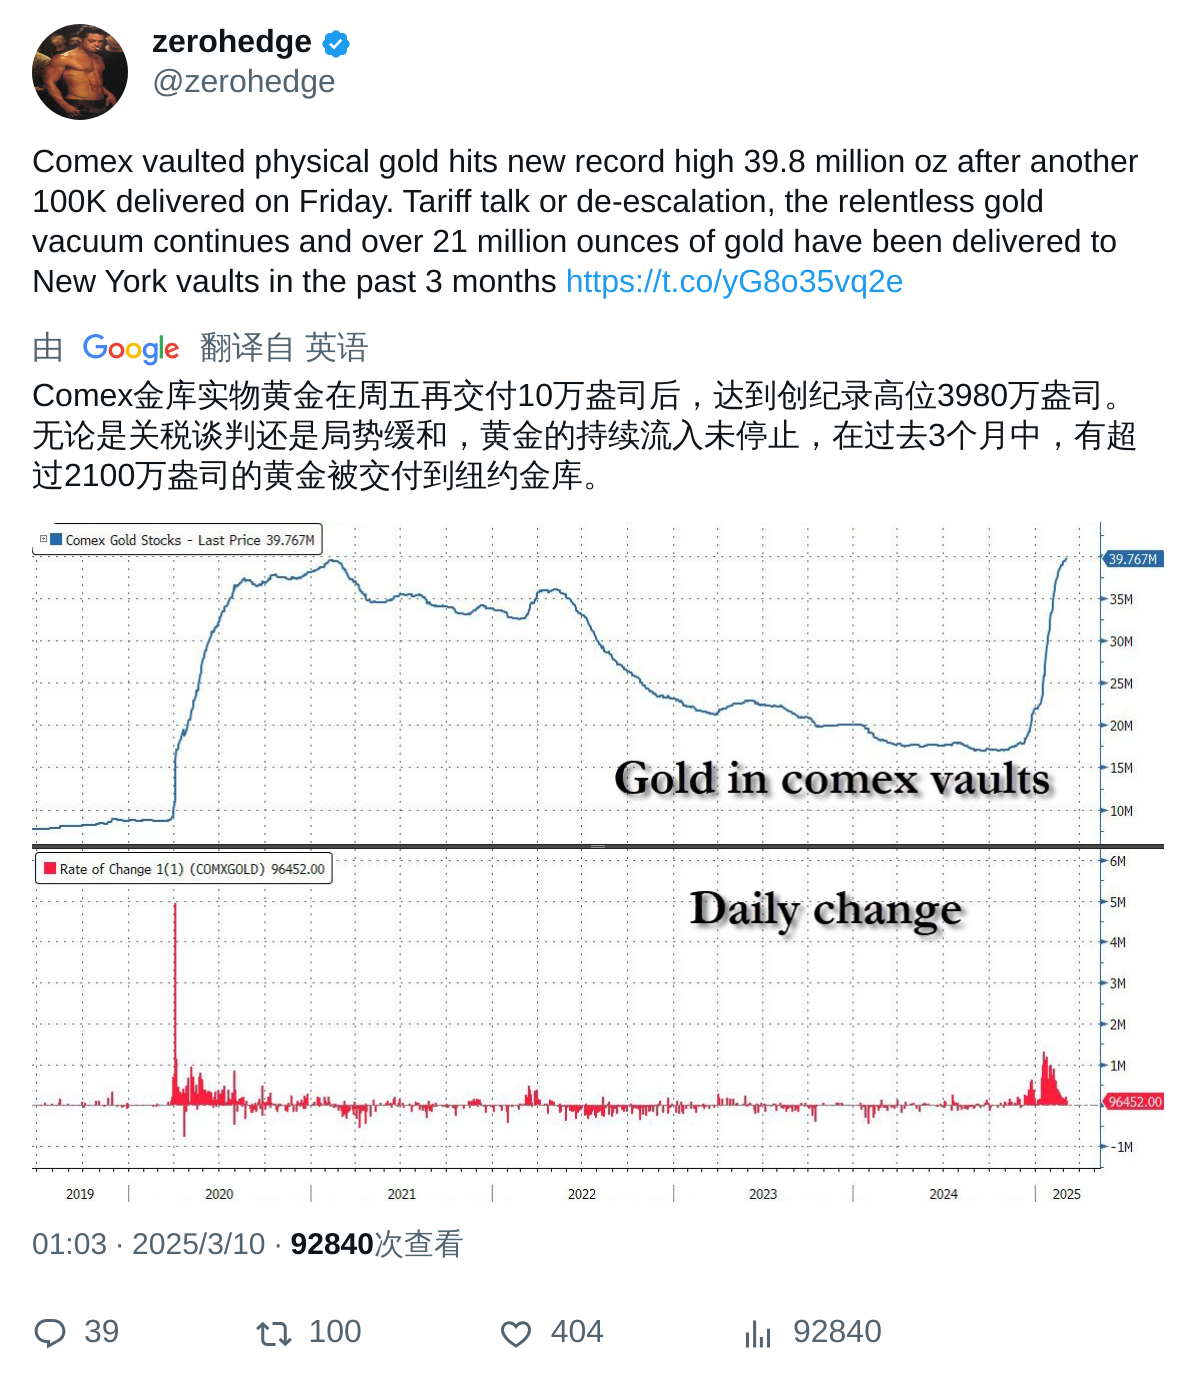 zerohedge
@zerohedge
Comex vaulted physical gold hits new record high 39.8 million oz after another
100K delivered on Friday. Tariff talk or de-escalation, the relentless gold
vacuum continues and over 21 million ounces of gold have been delivered to
New York vaults in the past 3 months https://t.co/yG8o35vq2e
由 Google 翻译自 英语
Comex金库实物黄金在周五再交付10万盎司后，达到创纪录高位3980万盎司。
无论是关税谈判还是局势缓和，黄金的持续流入未停止，在过去3个月中，有超
过2100万盎司的黄金被交付到纽约金库。
Comex Gold Stocks - Last Price 39.767M
39.767M
35M
30M
25M
20M
15M
10M
Gold in comex vaults
Rate of Change 1(1) (COMXGOLD) 96452.00
Daily change
6M
5M
4M
3M
2M
1M
96452.00
-1M
2019 2020 2021 2022 2023 2024 2025
01:03 · 2025/3/10 · 92840次查看
39 100 404 92840